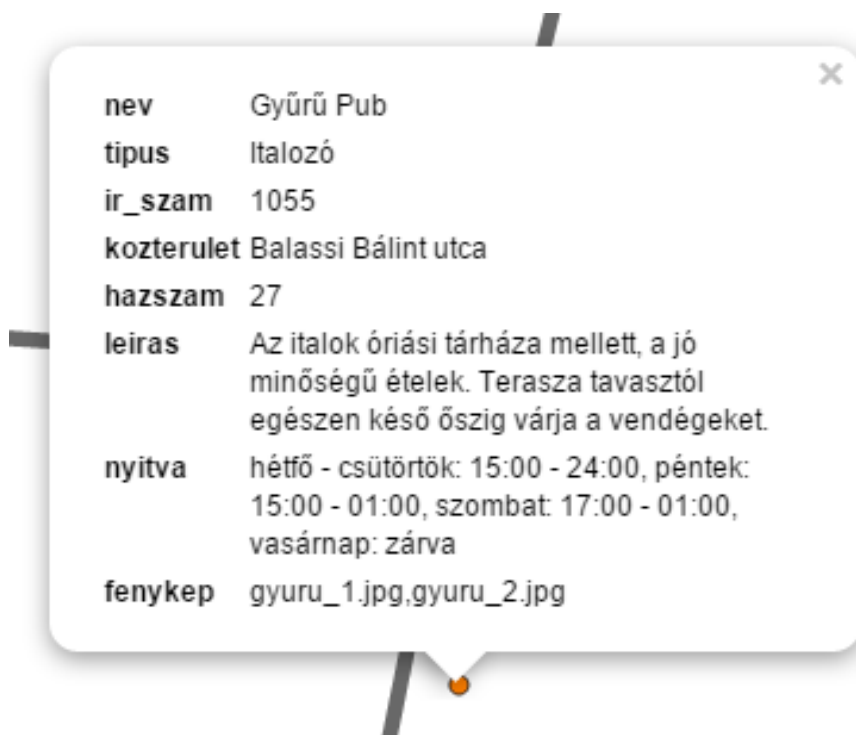 ×
nev Gyűrű Pub
tipus Italozó
ir_szam 1055
kozterulet Balassi Bálint utca
hazszam 27
leiras Az italok óriási tárháza mellett, a jó
minőségű ételek. Terasza tavasztól
egészen késő őszig várja a vendégeket.
nyitva hétfő - csütörtök: 15:00 - 24:00, péntek:
15:00 - 01:00, szombat: 17:00 - 01:00,
vasárnap: zárva
fenykep gyuru_1.jpg,gyuru_2.jpg